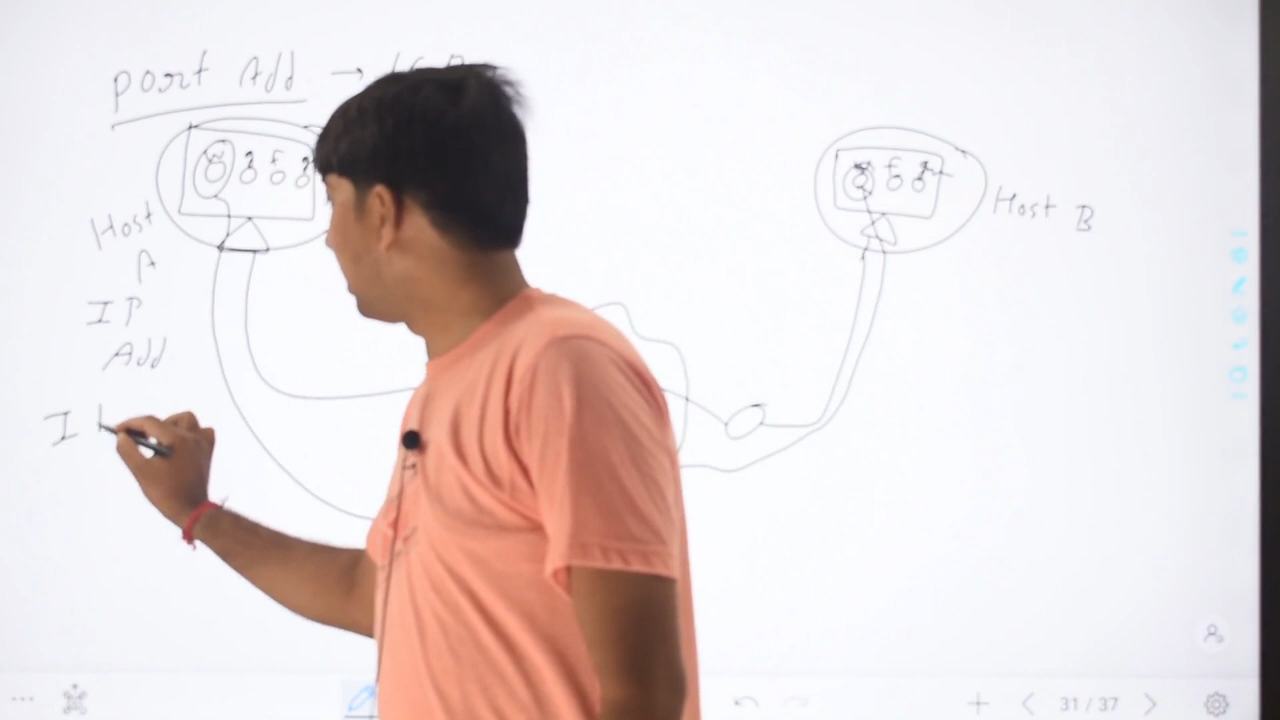 port Add →
Host
A
IP
Add
I
Host B
31/37